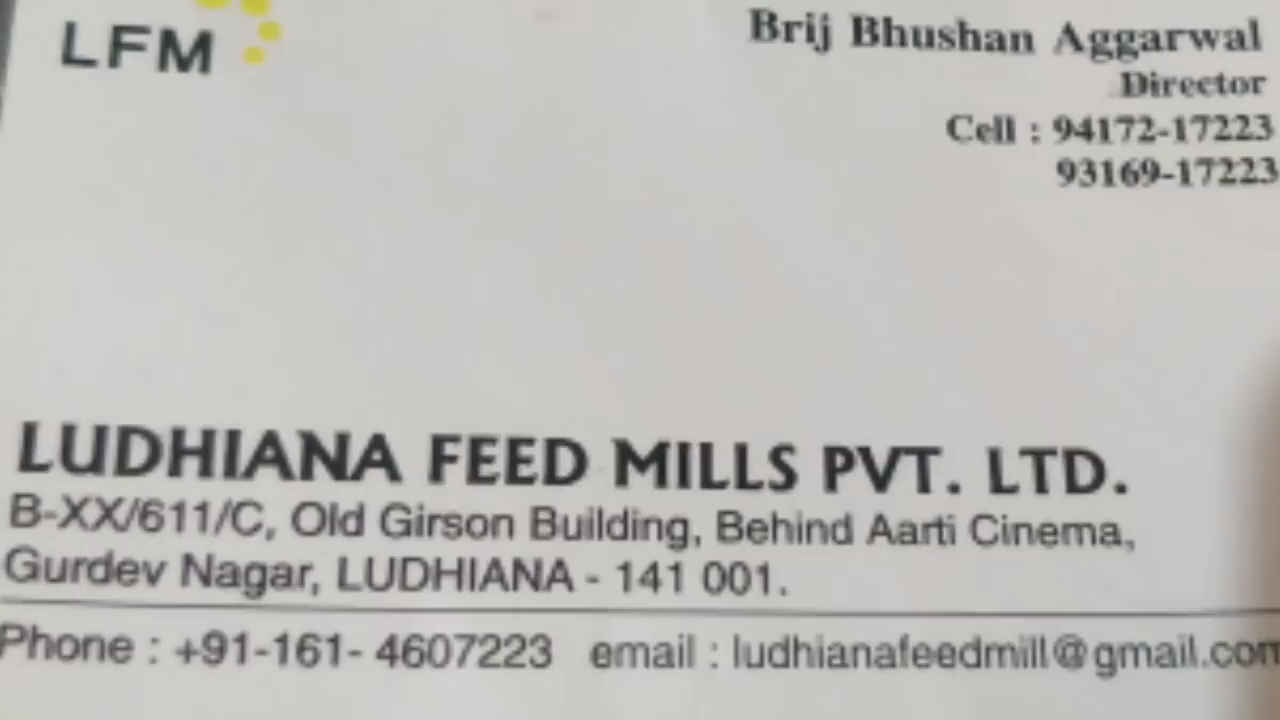 LFM
Brij Bhushan Aggarwal
Director
Cell : 94172-17223
93169-17223
LUDHIANA FEED MILLS PVT. LTD.
B-XX/611/C, Old Girson Building, Behind Aarti Cinema,
Gurdev Nagar, LUDHIANA - 141 001.
Phone : +91-161- 4607223 email : ludhianafeedmill@gmail.com